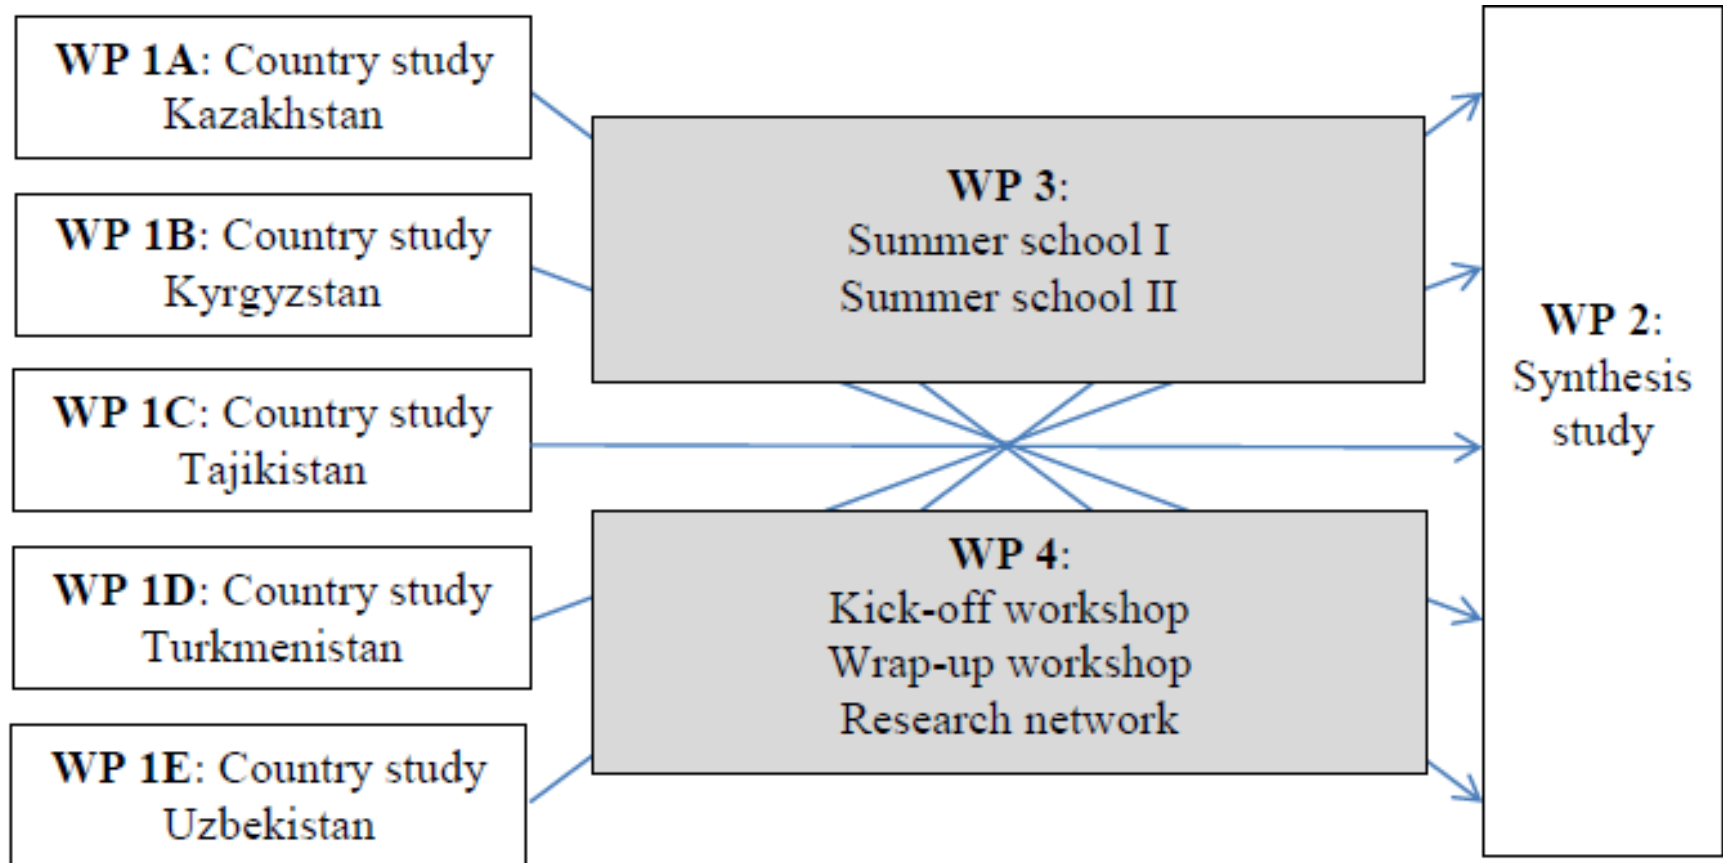 WP 1A: Country study
Kazakhstan
WP 1B: Country study
Kyrgyzstan
WP 1C: Country study
Tajikistan
WP 1D: Country study
Turkmenistan
WP 1E: Country study
Uzbekistan
WP 3:
Summer school I
Summer school II
WP 4:
Kick-off workshop
Wrap-up workshop
Research network
WP 2:
Synthesis
study